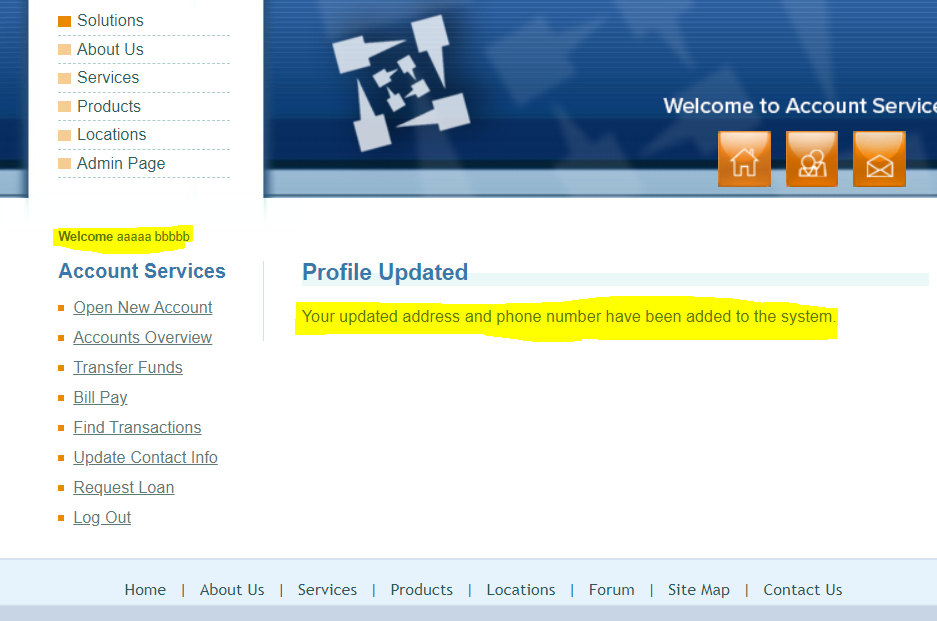 Solutions
About Us
Services
Products
Locations
Admin Page
Welcome to Account
Welcome aaaaa bbbbb
Account Services
Open New Account
Accounts Overview
Transfer Funds
Bill Pay
Find Transactions
Update Contact Info
Request Loan
Log Out
Profile Updated
Your updated address and phone number have been added to the system.
Home | About Us | Services | Products | Locations | Forum | Site Map | Contact Us